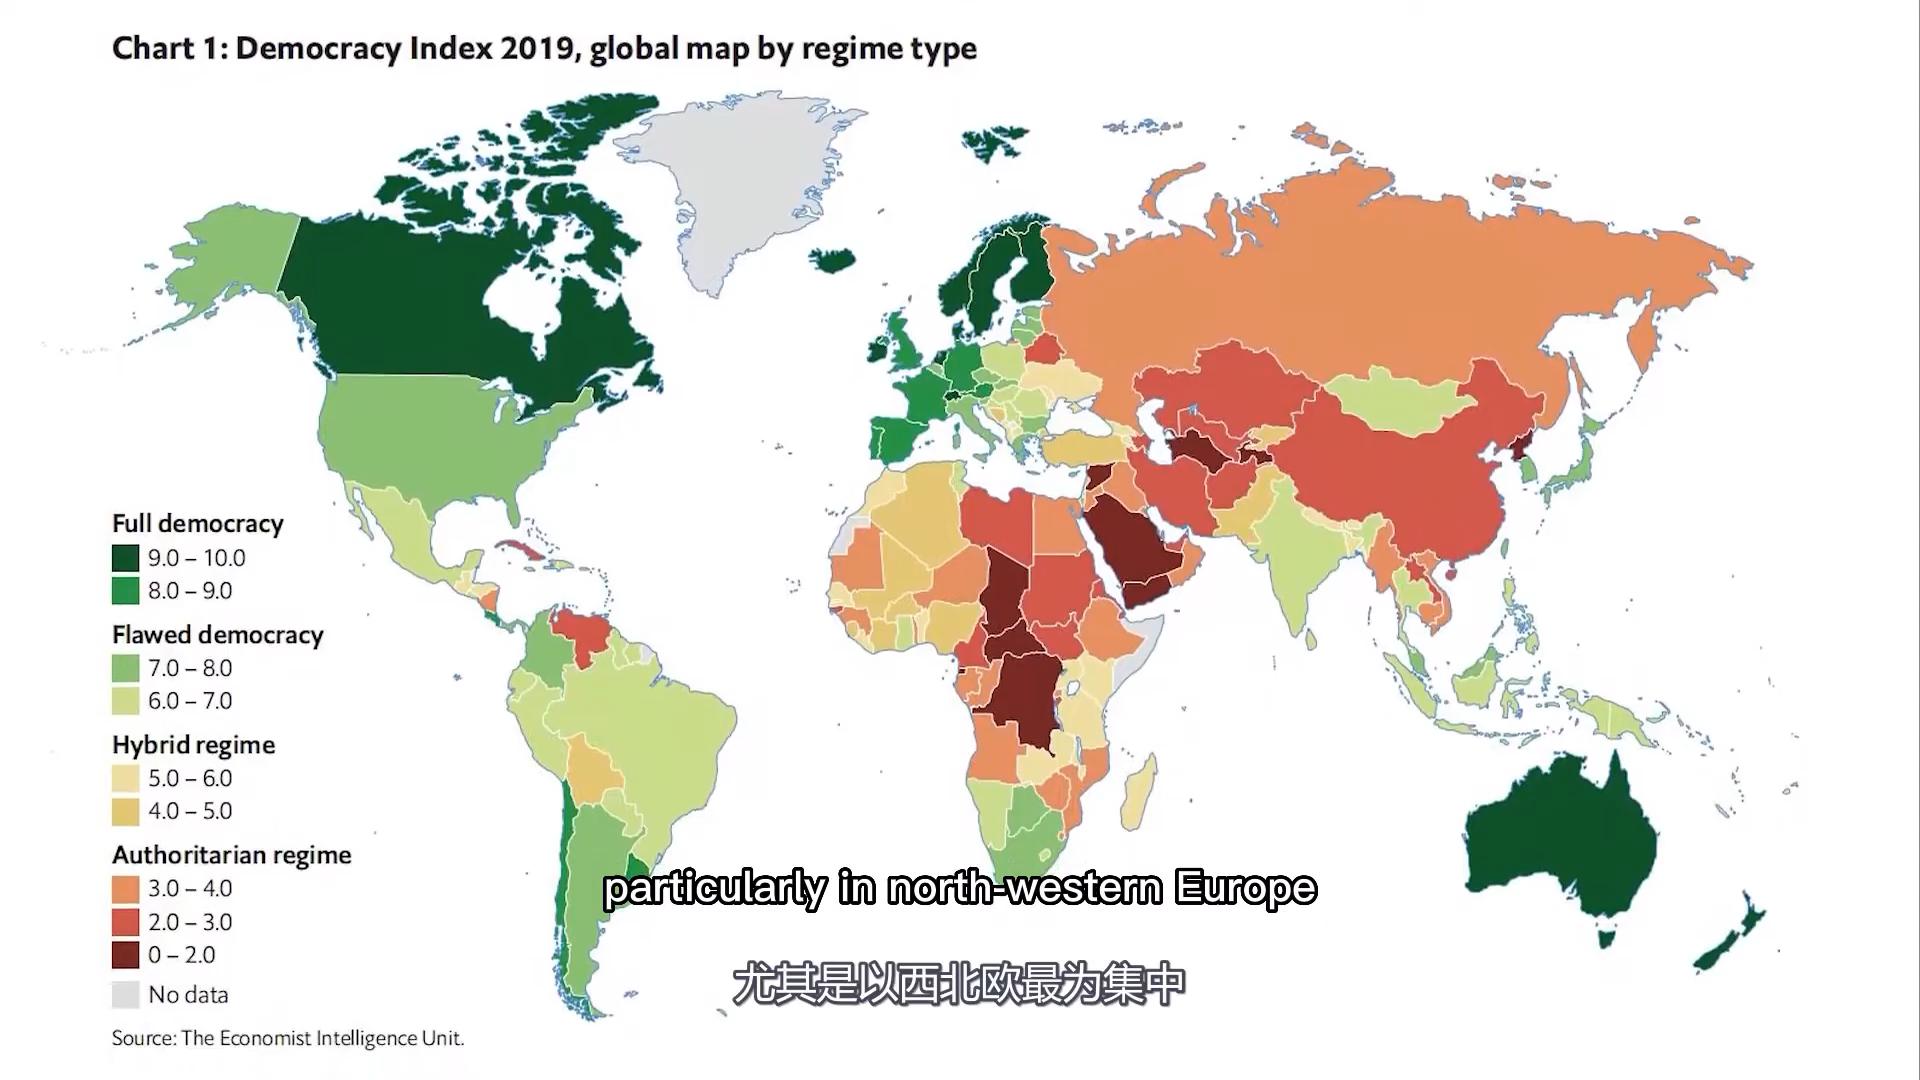 Chart 1: Democracy Index 2019, global map by regime type
Full democracy
9.0 – 10.0
8.0 – 9.0
Flawed democracy
7.0 – 8.0
6.0 – 7.0
Hybrid regime
5.0 – 6.0
4.0 – 5.0
Authoritarian regime
3.0 – 4.0
2.0 – 3.0
0 – 2.0
No data
Source: The Economist Intelligence Unit.
particularly in north-western Europe
尤其是以西北欧最为集中